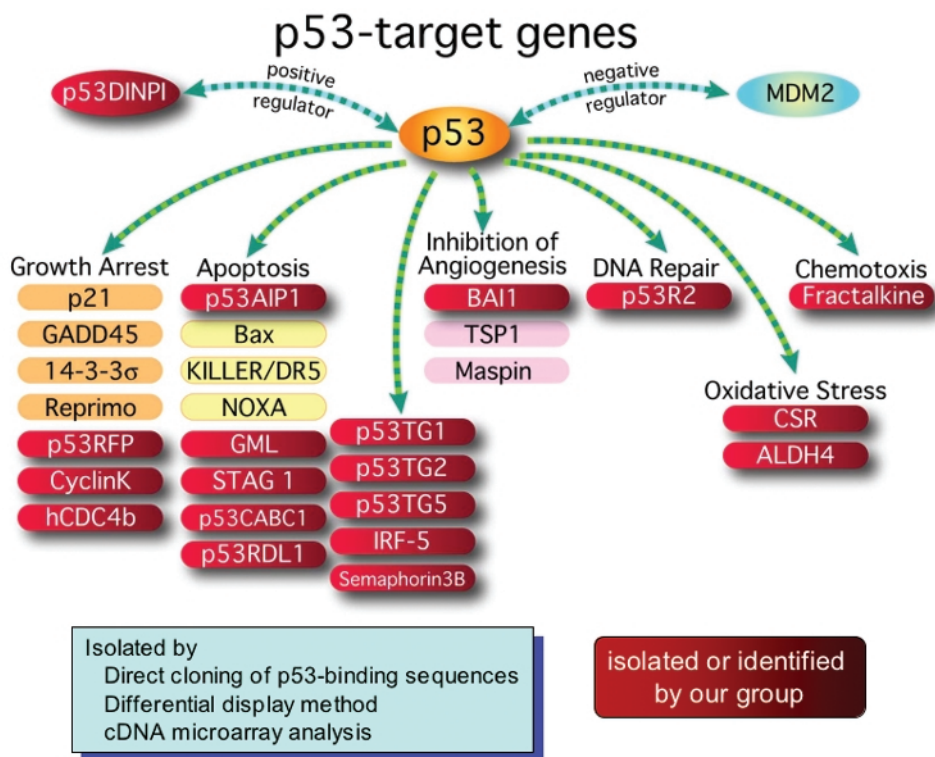 p53-target genes
p53DINPI
positive
regulator
negative
regulator
MDM2
p53
Growth Arrest
p21
GADD45
14-3-3σ
Reprimo
p53RFP
CyclinK
hCDC4b
Apoptosis
p53AIP1
Bax
KILLER/DR5
NOXA
GML
STAG 1
p53CABC1
p53RDL1
p53TG1
p53TG2
p53TG5
IRF-5
Semaphorin3B
Inhibition of
Angiogenesis
BAI1
TSP1
Maspin
DNA Repair
p53R2
Oxidative Stress
CSR
ALDH4
Chemotoxis
Fractalkine
Isolated by
Direct cloning of p53-binding sequences
Differential display method
cDNA microarray analysis
isolated or identified
by our group